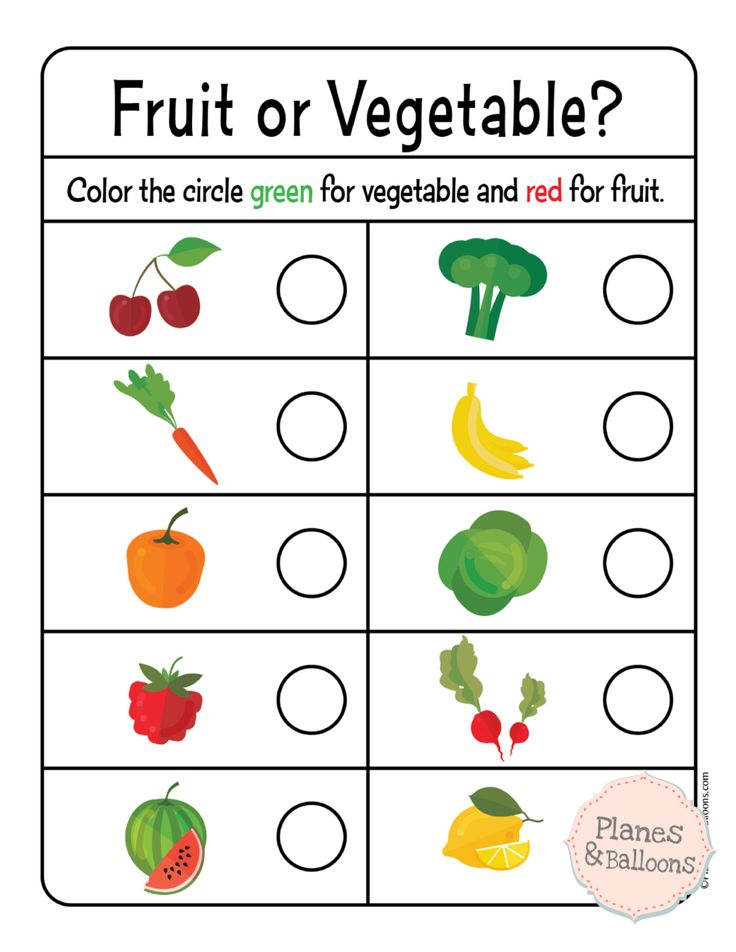 Fruit or Vegetable?
Color the circle green for vegetable and red for fruit.
Planes
& Balloons